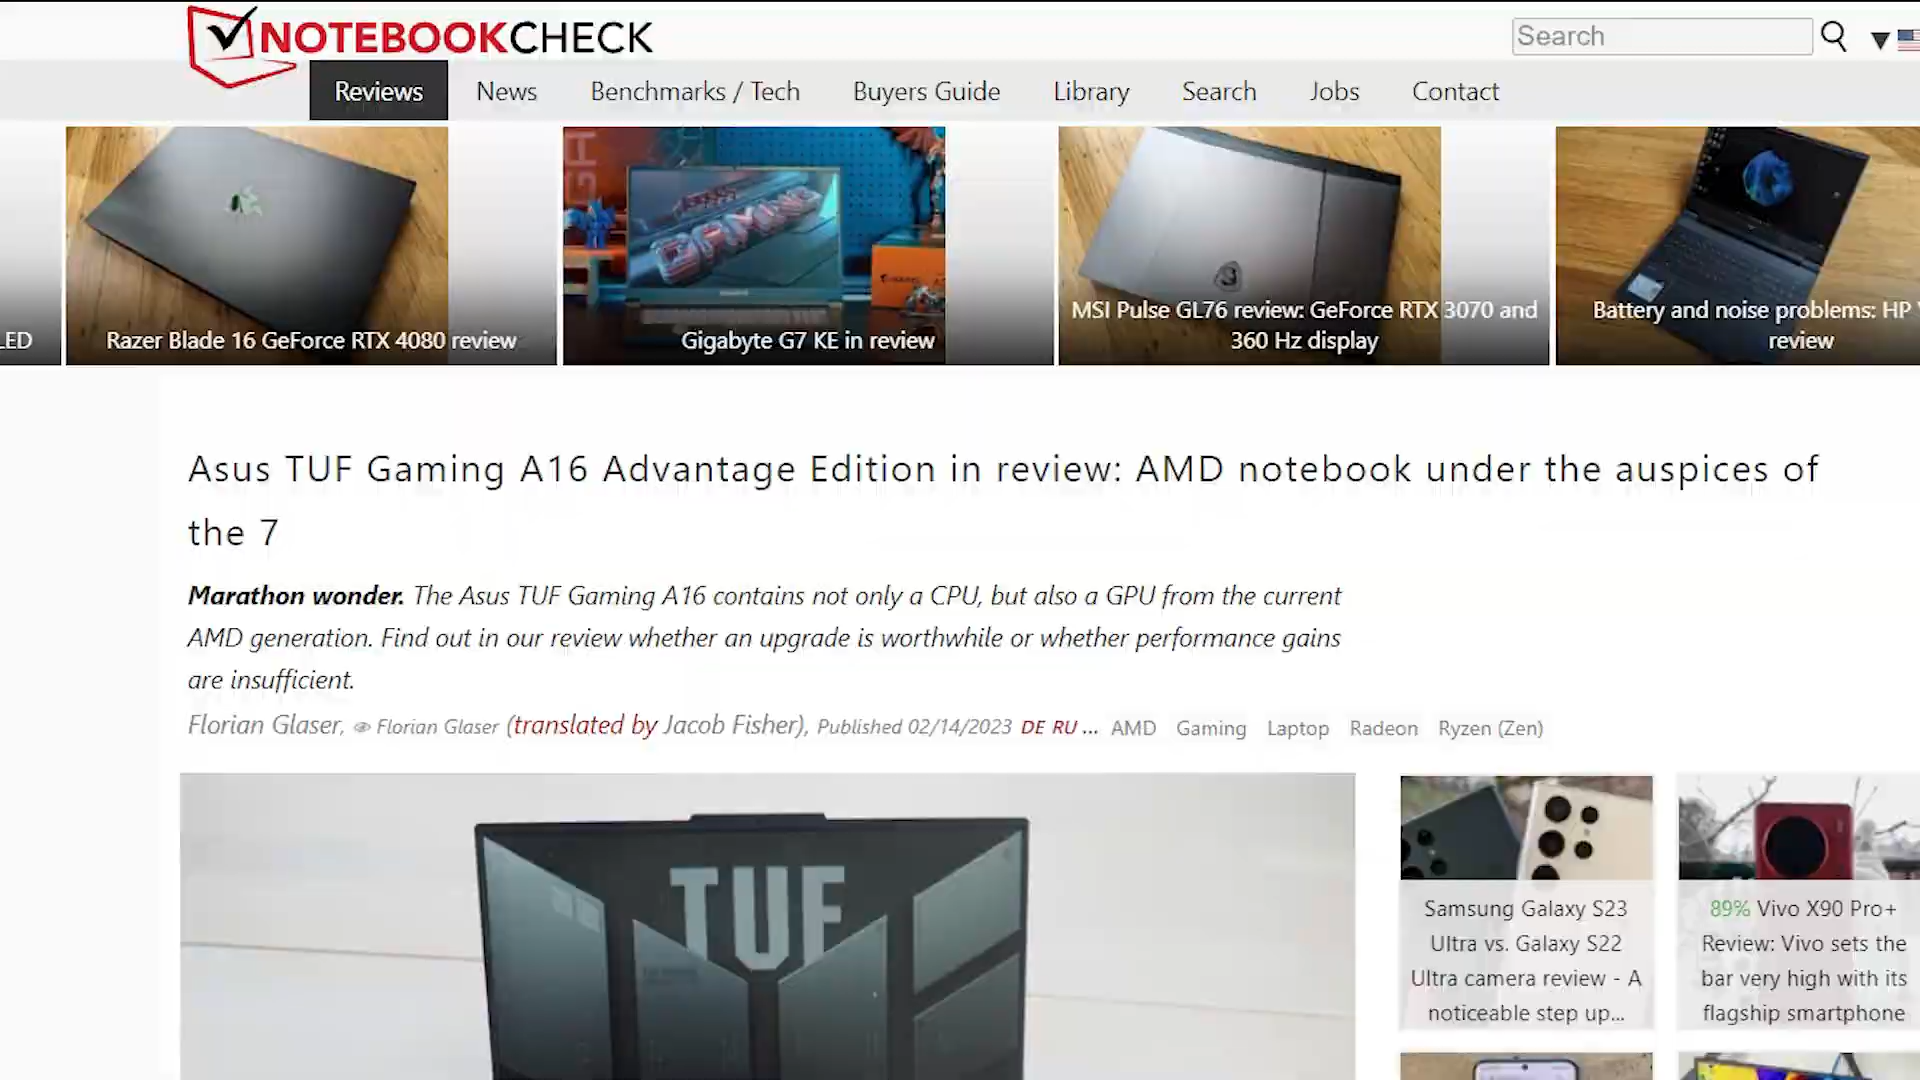 NOTEBOOKCHECK
Search
Reviews News Benchmarks / Tech Buyers Guide Library Search Jobs Contact
LED
Razer Blade 16 GeForce RTX 4080 review
Gigabyte G7 KE in review
MSI Pulse GL76 review: GeForce RTX 3070 and
360 Hz display
Battery and noise problems: HP
review
Asus TUF Gaming A16 Advantage Edition in review: AMD notebook under the auspices of
the 7
Marathon wonder. The Asus TUF Gaming A16 contains not only a CPU, but also a GPU from the current
AMD generation. Find out in our review whether an upgrade is worthwhile or whether performance gains
are insufficient.
Florian Glaser, Florian Glaser (translated by Jacob Fisher), Published 02/14/2023 DE RU ... AMD Gaming Laptop Radeon Ryzen (Zen)
TUF
Samsung Galaxy S23
Ultra vs. Galaxy S22
Ultra camera review - A
noticeable step up...
89% Vivo X90 Pro+
Review: Vivo sets the
bar very high with its
flagship smartphone